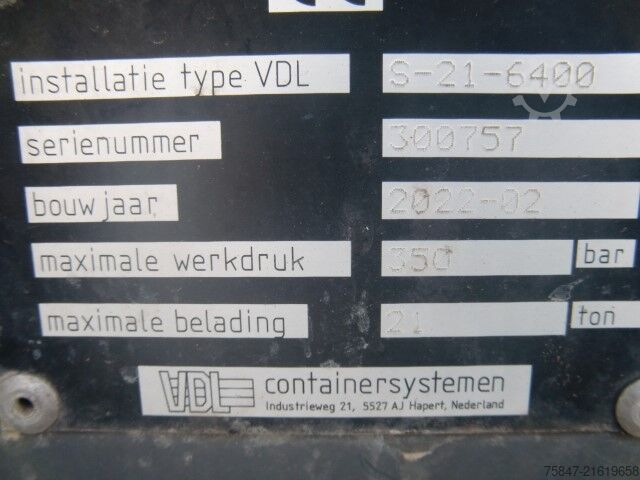 installatie type VDL S-21-6400
serienummer 300757
bouwjaar 2022-02
maximale werkdruk 350 bar
maximale belading 21 ton
VDL containersystemen
Industrieweg 21, 5527 AJ Hapert, Nederland
75847-21619658